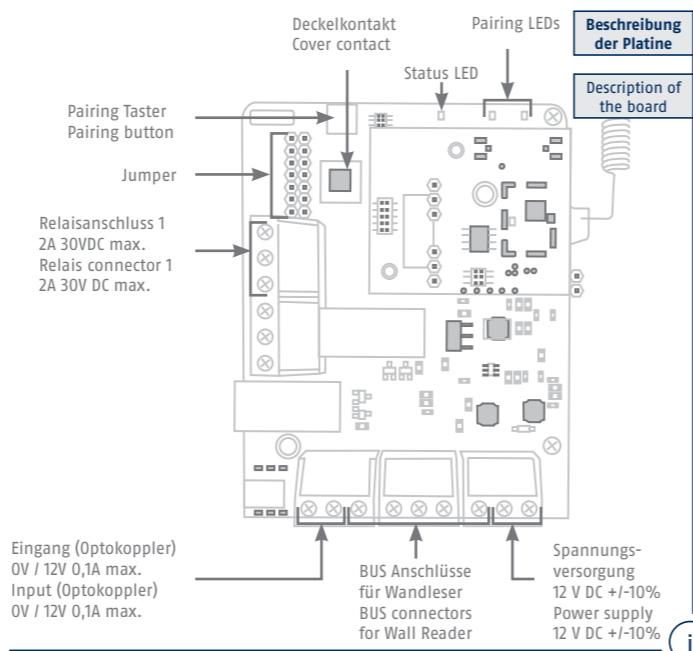 Deckelkontakt
Cover contact
Pairing LEDs
Beschreibung
der Platine
Status LED
Description of
the board
Pairing Taster
Pairing button
Jumper
Relaisanschluss 1
2A 30VDC max.
Relais connector 1
2A 30V DC max.
Eingang (Optokoppler)
0V / 12V 0,1A max.
Input (Optokoppler)
0V / 12V 0,1A max.
BUS Anschlüsse
für Wandleser
BUS connectors
for Wall Reader
Spannungs-
versorgung
12 V DC +/-10%
Power supply
12 V DC +/-10%
i